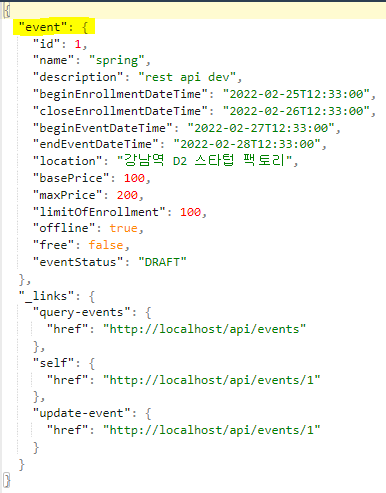 {
"event": {
"id": 1,
"name": "spring",
"description": "rest api dev",
"beginEnrollmentDateTime": "2022-02-25T12:33:00",
"closeEnrollmentDateTime": "2022-02-26T12:33:00",
"beginEventDateTime": "2022-02-27T12:33:00",
"endEventDateTime": "2022-02-28T12:33:00",
"location": "강남역 D2 스타텁 팩토리",
"basePrice": 100,
"maxPrice": 200,
"limitOfEnrollment": 100,
"offline": true,
"free": false,
"eventStatus": "DRAFT"
},
"_links": {
"query-events": {
"href": "http://localhost/api/events"
},
"self": {
"href": "http://localhost/api/events/1"
},
"update-event": {
"href": "http://localhost/api/events/1"
}
}
}